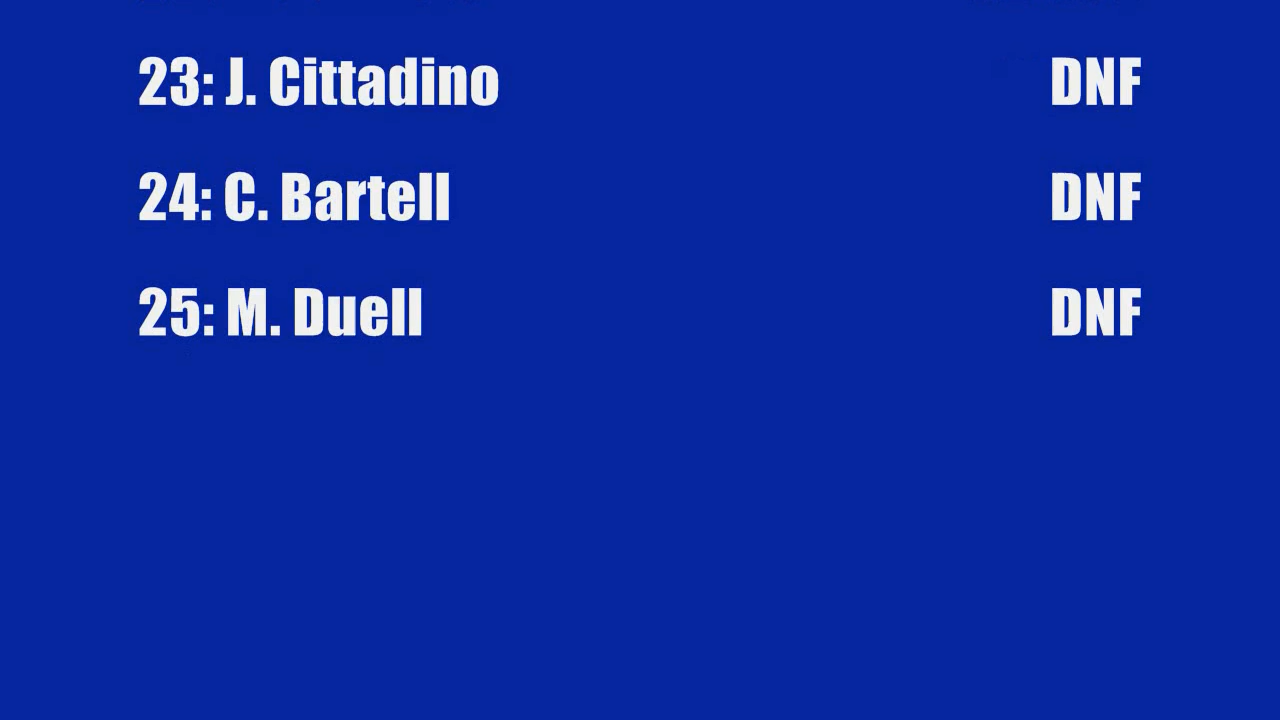 23: J. Cittadino DNF
24: C. Bartell DNF
25: M. Duell DNF